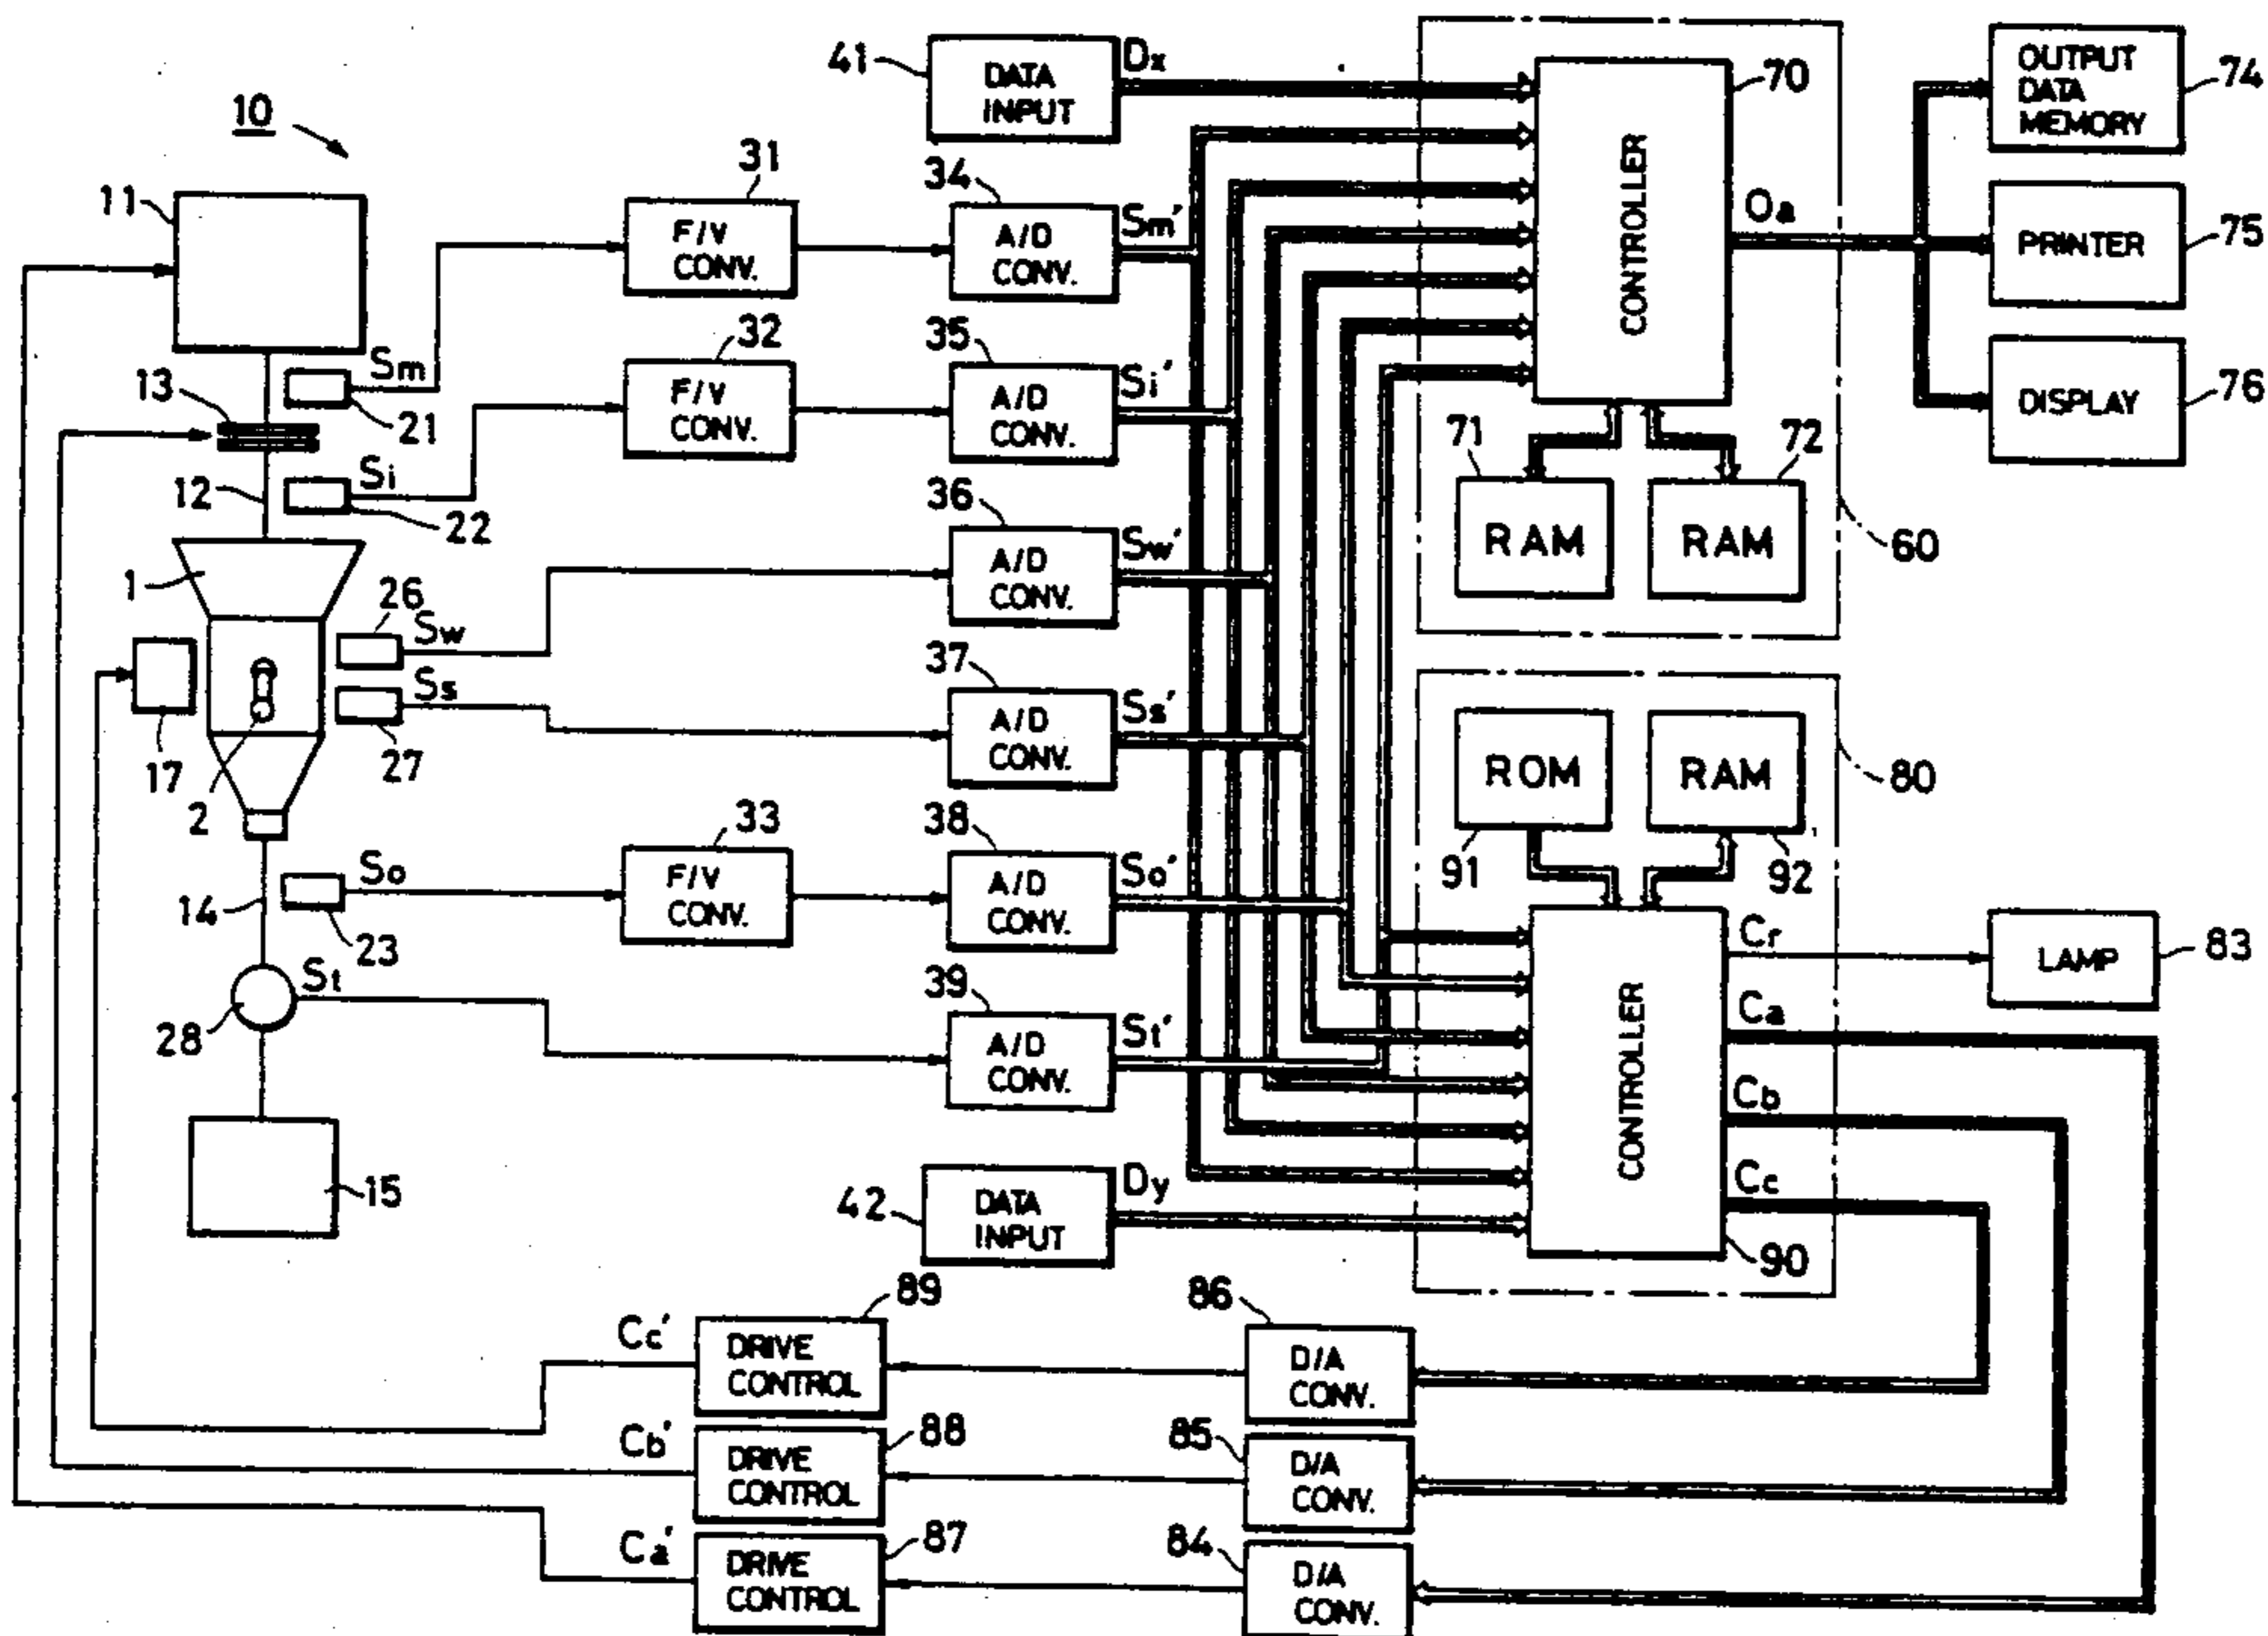 10
11
13
12
1
17
2
14
28
15
Sm
21
Si
22
26
Sw
Ss
27
So
23
St
31
F/V
CONV.
32
F/V
CONV.
33
F/V
CONV.
41
DATA
INPUT
Dx
34
A/D
CONV.
Sm'
35
A/D
CONV.
Si'
36
A/D
CONV.
Sw'
37
A/D
CONV.
Ss'
38
A/D
CONV.
So'
39
A/D
CONV.
St'
42
DATA
INPUT
Dy
CONTROLLER
70
Oa
71
RAM
72
RAM
60
OUTPUT
DATA
MEMORY
74
PRINTER
75
DISPLAY
76
ROM
91
RAM
92
80
CONTROLLER
90
Cr
LAMP
83
Ca
Cb
Cc
Cc'
89
DRIVE
CONTROL
86
D/A
CONV.
Cb'
88
DRIVE
CONTROL
85
D/A
CONV.
Ca'
87
DRIVE
CONTROL
84
D/A
CONV.